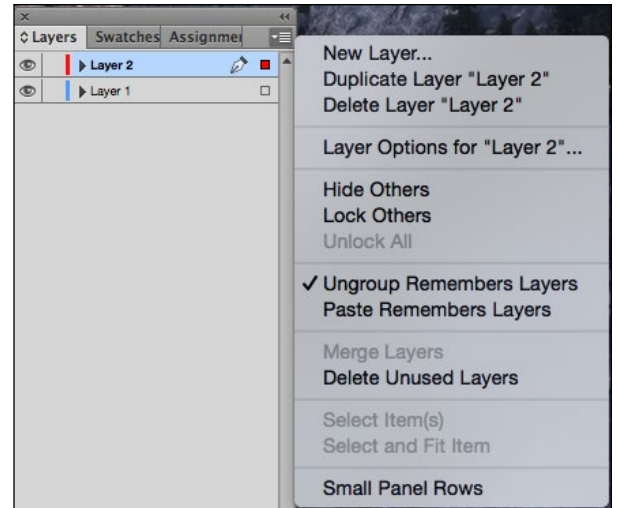 Layers Swatches Assignmei
Layer 2
Layer 1
New Layer...
Duplicate Layer "Layer 2"
Delete Layer "Layer 2"
Layer Options for "Layer 2"...
Hide Others
Lock Others
Unlock All
✓ Ungroup Remembers Layers
Paste Remembers Layers
Merge Layers
Delete Unused Layers
Select Item(s)
Select and Fit Item
Small Panel Rows